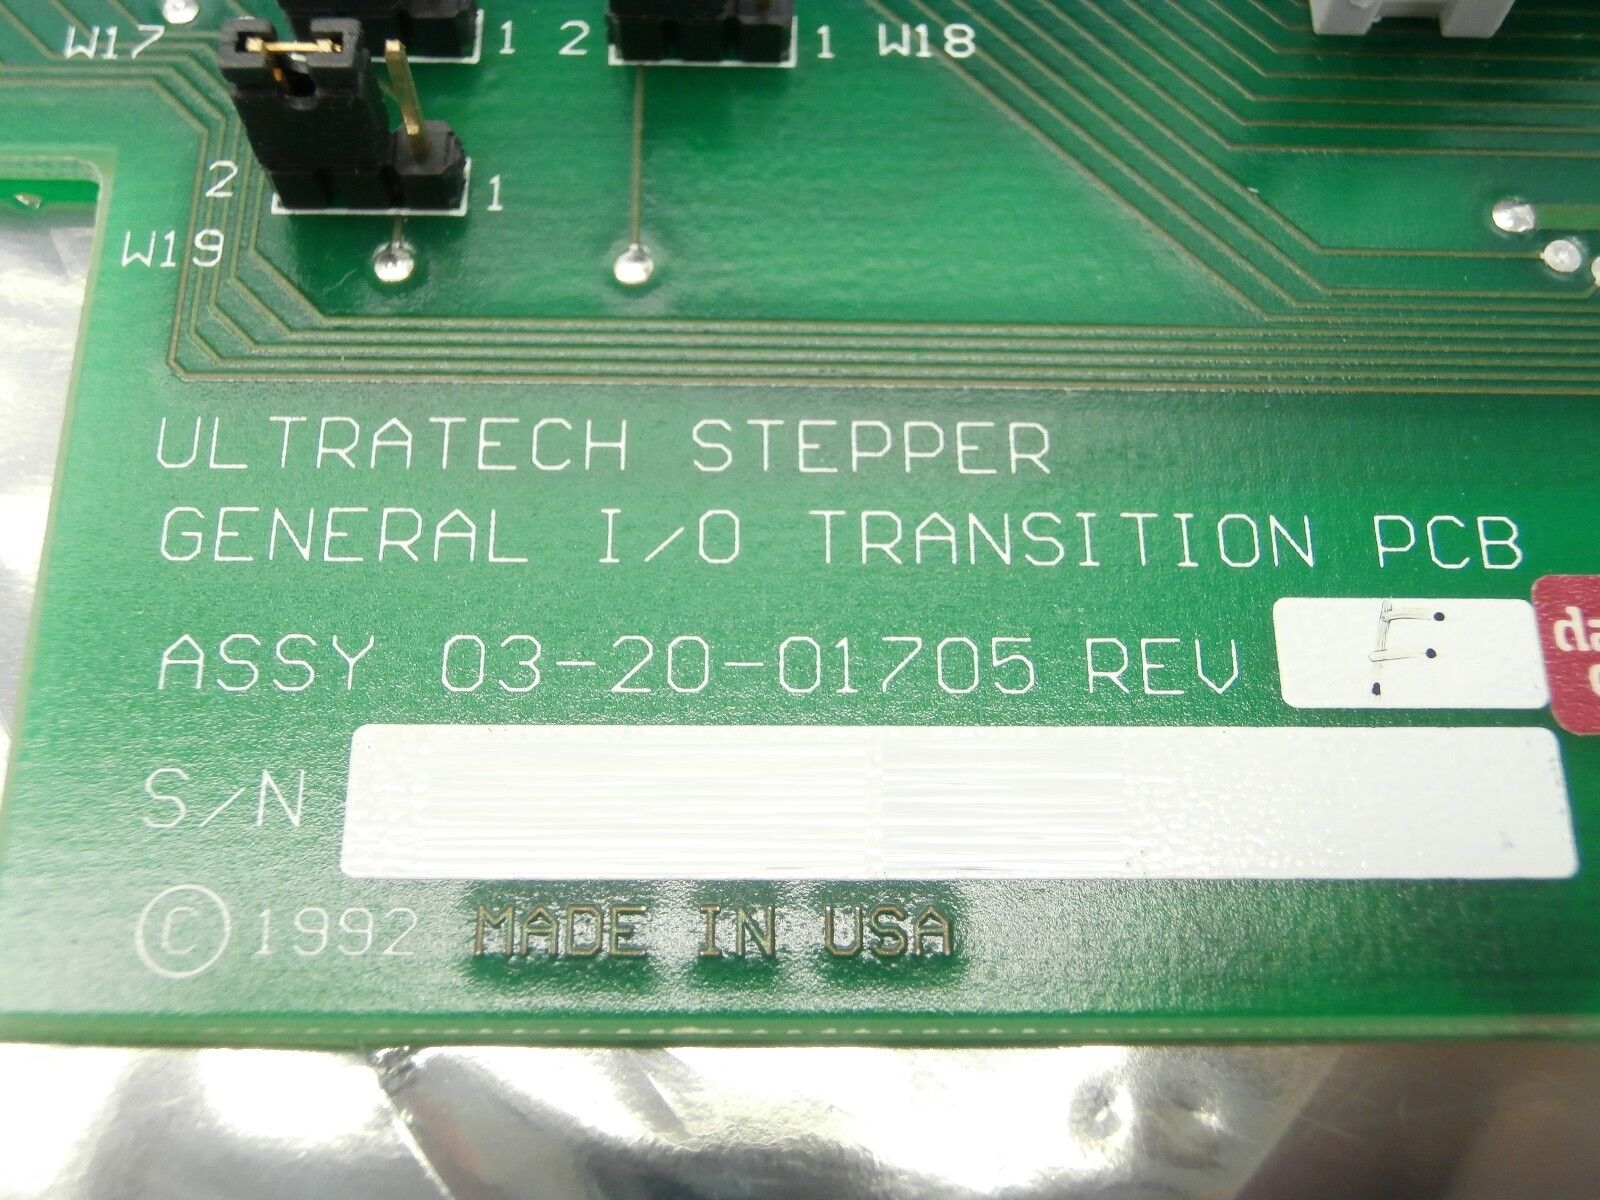 W17 1 2 1 W18
2 1
W19
ULTRATECH STEPPER
GENERAL I/O TRANSITION PCB
ASSY 03-20-01705 REV F
da
S/N
© 1992 MADE IN USA